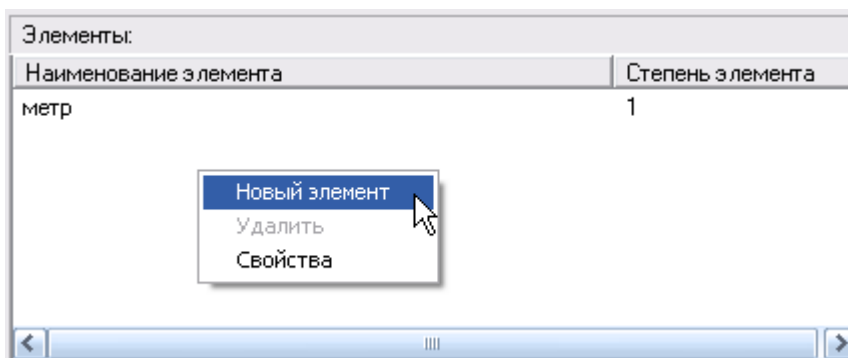 Элементы:
Наименование элемента Степень элемента
метр 1
Новый элемент
Удалить
Свойства